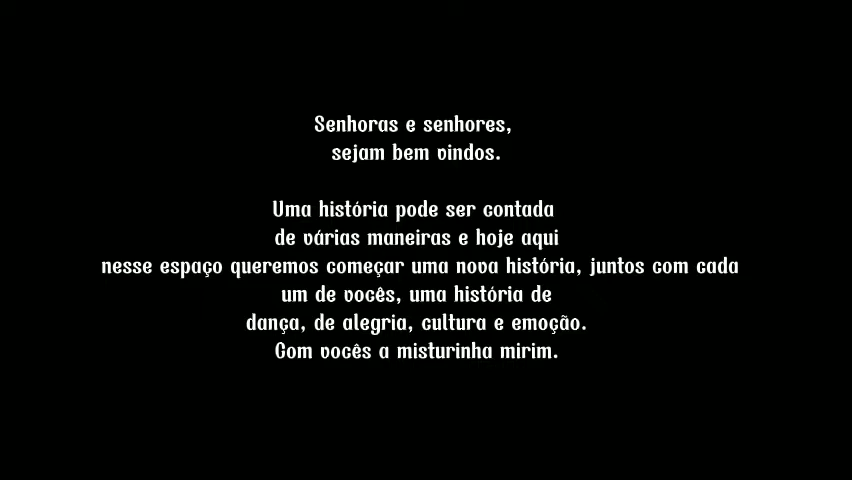 Senhoras e senhores,
sejam bem vindos.
Uma história pode ser contada
de várias maneiras e hoje aqui
nesse espaço queremos começar uma nova história, juntos com cada
um de vocês, uma história de
dança, de alegria, cultura e emoção.
Com vocês a misturinha mirim.